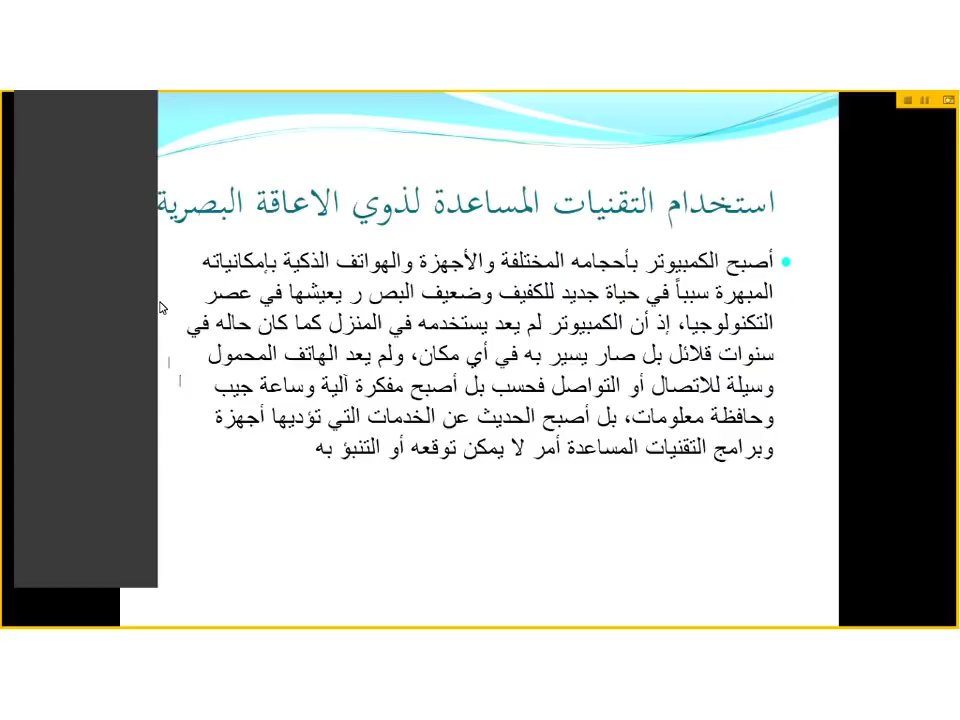 استخدام التقنيات المساعدة لذوي الاعاقة البصرية
أصبح الكمبيوتر بأحجامه المختلفة والأجهزة والهواتف الذكية بإمكانياته
المبهرة سبباً في حياة جديد للكفيف وضعيف البص ر يعيشها في عصر
التكنولوجيا، إذ أن الكمبيوتر لم يعد يستخدمه في المنزل كما كان حاله في
سنوات قلائل بل صار يسير به في أي مكان، ولم يعد الهاتف المحمول
وسيلة للاتصال أو التواصل فحسب بل أصبح مفكرة آلية وساعة جيب
وحافظة معلومات، بل أصبح الحديث عن الخدمات التي تؤديها أجهزة
وبرامج التقنيات المساعدة أمر لا يمكن توقعه أو التنبؤ به